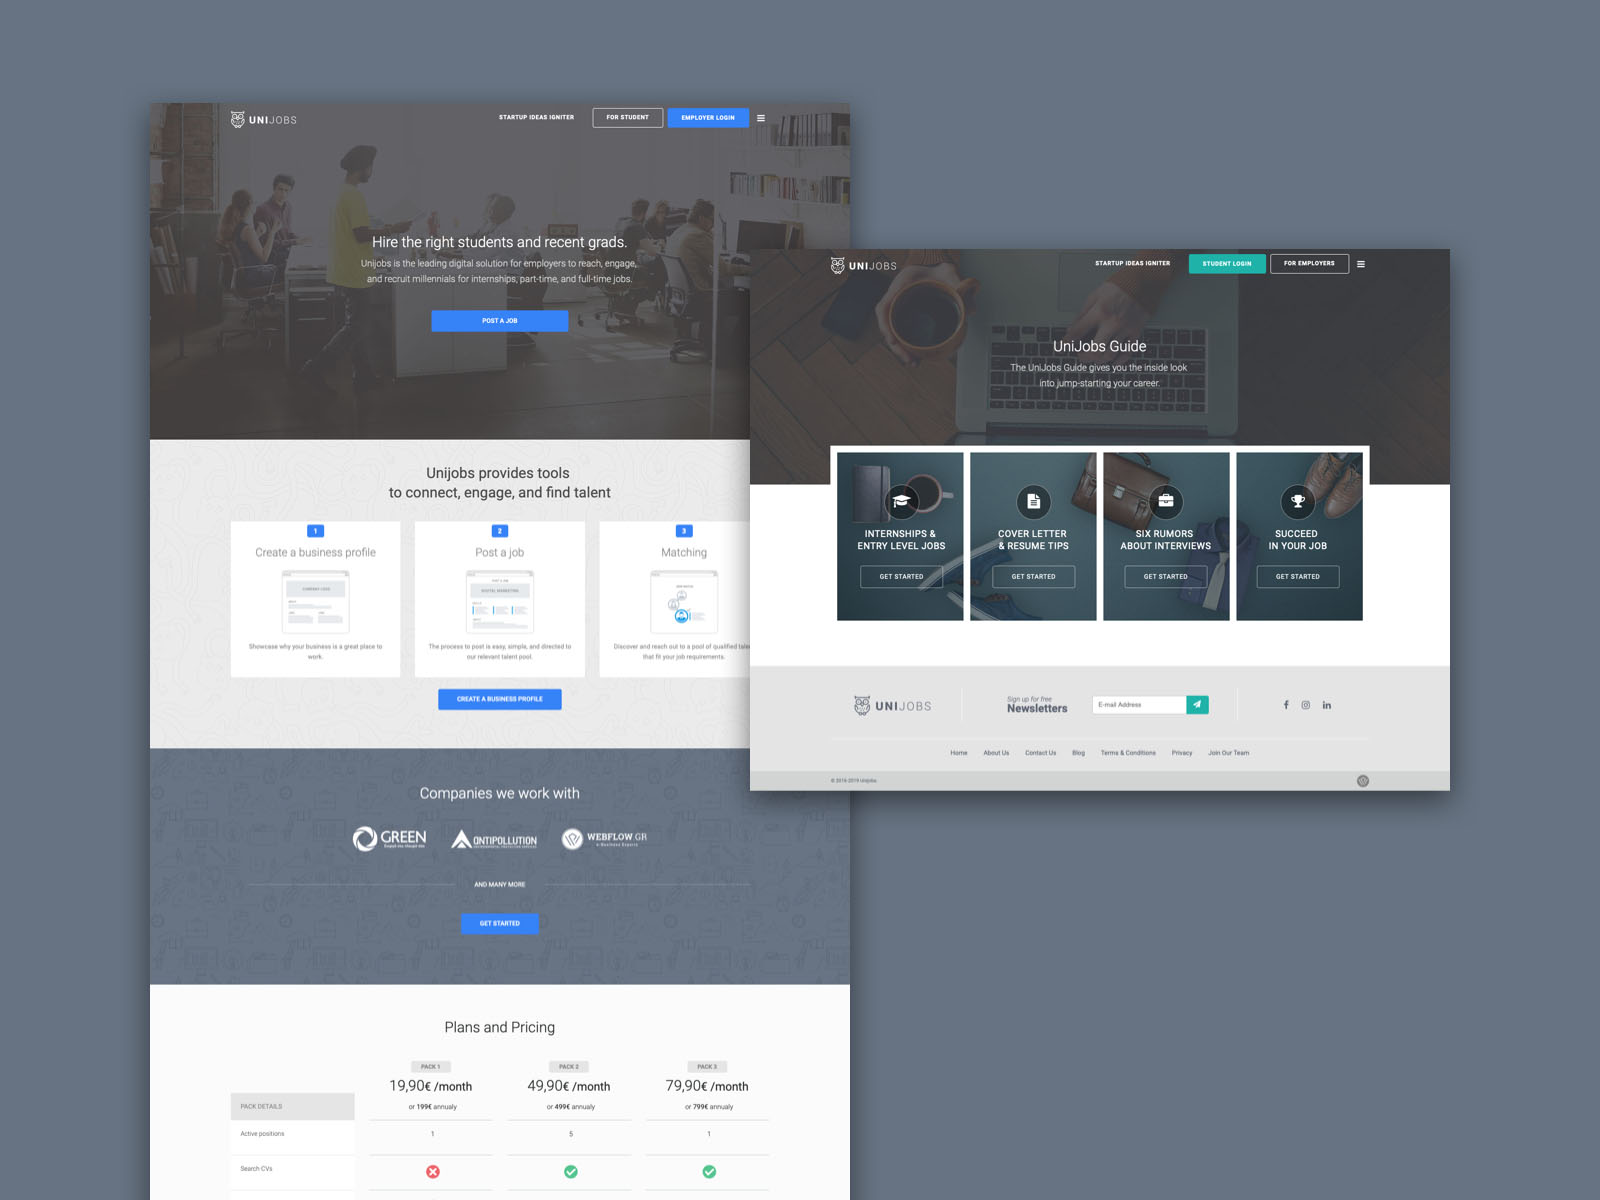 UNIJOBS
STARTUP IDEAS IGNITER
FOR STUDENT
EMPLOYER LOGIN
Hire the right students and recent grads.
Unijobs is the leading digital solution for employers to reach, engage,
and recruit millennials for internships, part-time, and full-time jobs.
POST A JOB
Unijobs provides tools
to connect, engage, and find talent
1
Create a business profile
COMPANY LOGO
Showcase why your business is a great place to
work.
2
Post a job
POST A JOB
DIGITAL MARKETING
The process to post is easy, simple, and directed to
our relevant talent pool.
3
Matching
Discover and reach out to a pool of qualified
that fit your job requirements.
CREATE A BUSINESS PROFILE
Companies we work with
GREEN
ANTIPOLLUTION
WEBFLOW.GR
e-Business Experts
AND MANY MORE
GET STARTED
Plans and Pricing
PACK 1
19,90€ /month
or 199€ annualy
PACK 2
49,90€ /month
or 499€ annualy
PACK 3
79,90€ /month
or 799€ annualy
PACK DETAILS
Active positions
1
5
1
Search CVs
UNIJOBS
STARTUP IDEAS IGNITER
STUDENT LOGIN
FOR EMPLOYERS
UniJobs Guide
The UniJobs Guide gives you the inside look
into jump-starting your career.
INTERNSHIPS &
ENTRY LEVEL JOBS
GET STARTED
COVER LETTER
& RESUME TIPS
GET STARTED
SIX RUMORS
ABOUT INTERVIEWS
GET STARTED
SUCCEED
IN YOUR JOB
GET STARTED
UNIJOBS
Sign up for free
Newsletters
E-mail Address
Home
About Us
Contact Us
Blog
Terms & Conditions
Privacy
Join Our Team
© 2016-2019 Unijobs.